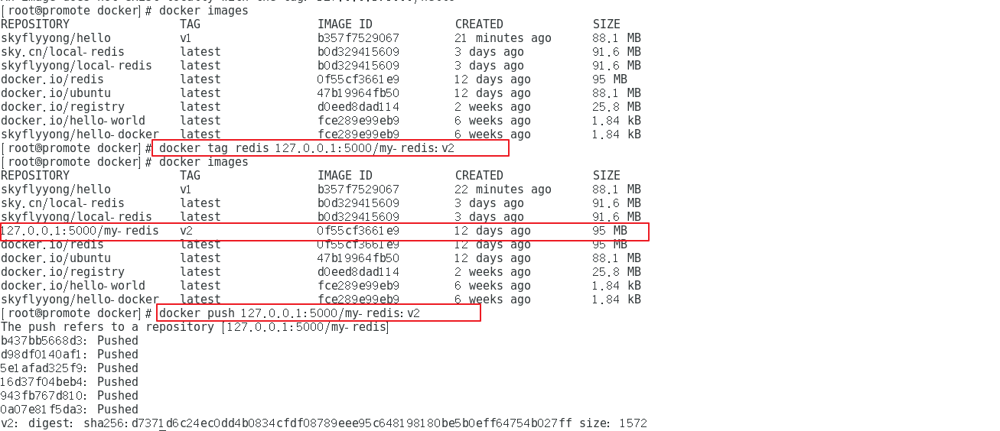 [root@promote docker]# docker images
REPOSITORY TAG IMAGE ID CREATED SIZE
skyflyyong/hello v1 b357f7529067 21 minutes ago 88.1 MB
sky.cn/local-redis latest b0d329415609 3 days ago 91.6 MB
skyflyyong/local-redis latest b0d329415609 3 days ago 91.6 MB
docker.io/redis latest 0f55cf3661e9 12 days ago 95 MB
docker.io/ubuntu latest 47b19964fb50 12 days ago 88.1 MB
docker.io/registry latest d0eed8dad114 2 weeks ago 25.8 MB
docker.io/hello-world latest fce289e99eb9 6 weeks ago 1.84 kB
skyflyyong/hello-docker latest fce289e99eb9 6 weeks ago 1.84 kB
[root@promote docker]# docker tag redis 127.0.0.1:5000/my-redis:v2
[root@promote docker]# docker images
REPOSITORY TAG IMAGE ID CREATED SIZE
skyflyyong/hello v1 b357f7529067 22 minutes ago 88.1 MB
sky.cn/local-redis latest b0d329415609 3 days ago 91.6 MB
skyflyyong/local-redis latest b0d329415609 3 days ago 91.6 MB
127.0.0.1:5000/my-redis v2 0f55cf3661e9 12 days ago 95 MB
docker.io/redis latest 0f55cf3661e9 12 days ago 95 MB
docker.io/ubuntu latest 47b19964fb50 12 days ago 88.1 MB
docker.io/registry latest d0eed8dad114 2 weeks ago 25.8 MB
docker.io/hello-world latest fce289e99eb9 6 weeks ago 1.84 kB
skyflyyong/hello-docker latest fce289e99eb9 6 weeks ago 1.84 kB
[root@promote docker]# docker push 127.0.0.1:5000/my-redis:v2
The push refers to a repository [127.0.0.1:5000/my-redis]
b437bb5668d3: Pushed
d98df0140af1: Pushed
5e1afad325f9: Pushed
16d37f04beb4: Pushed
943fb767d810: Pushed
0a07e81f5da3: Pushed
v2: digest: sha256:d7371d6c24ec0dd4b0834cfdf08789eee95c648198180be5b0eff64754b027ff size: 1572